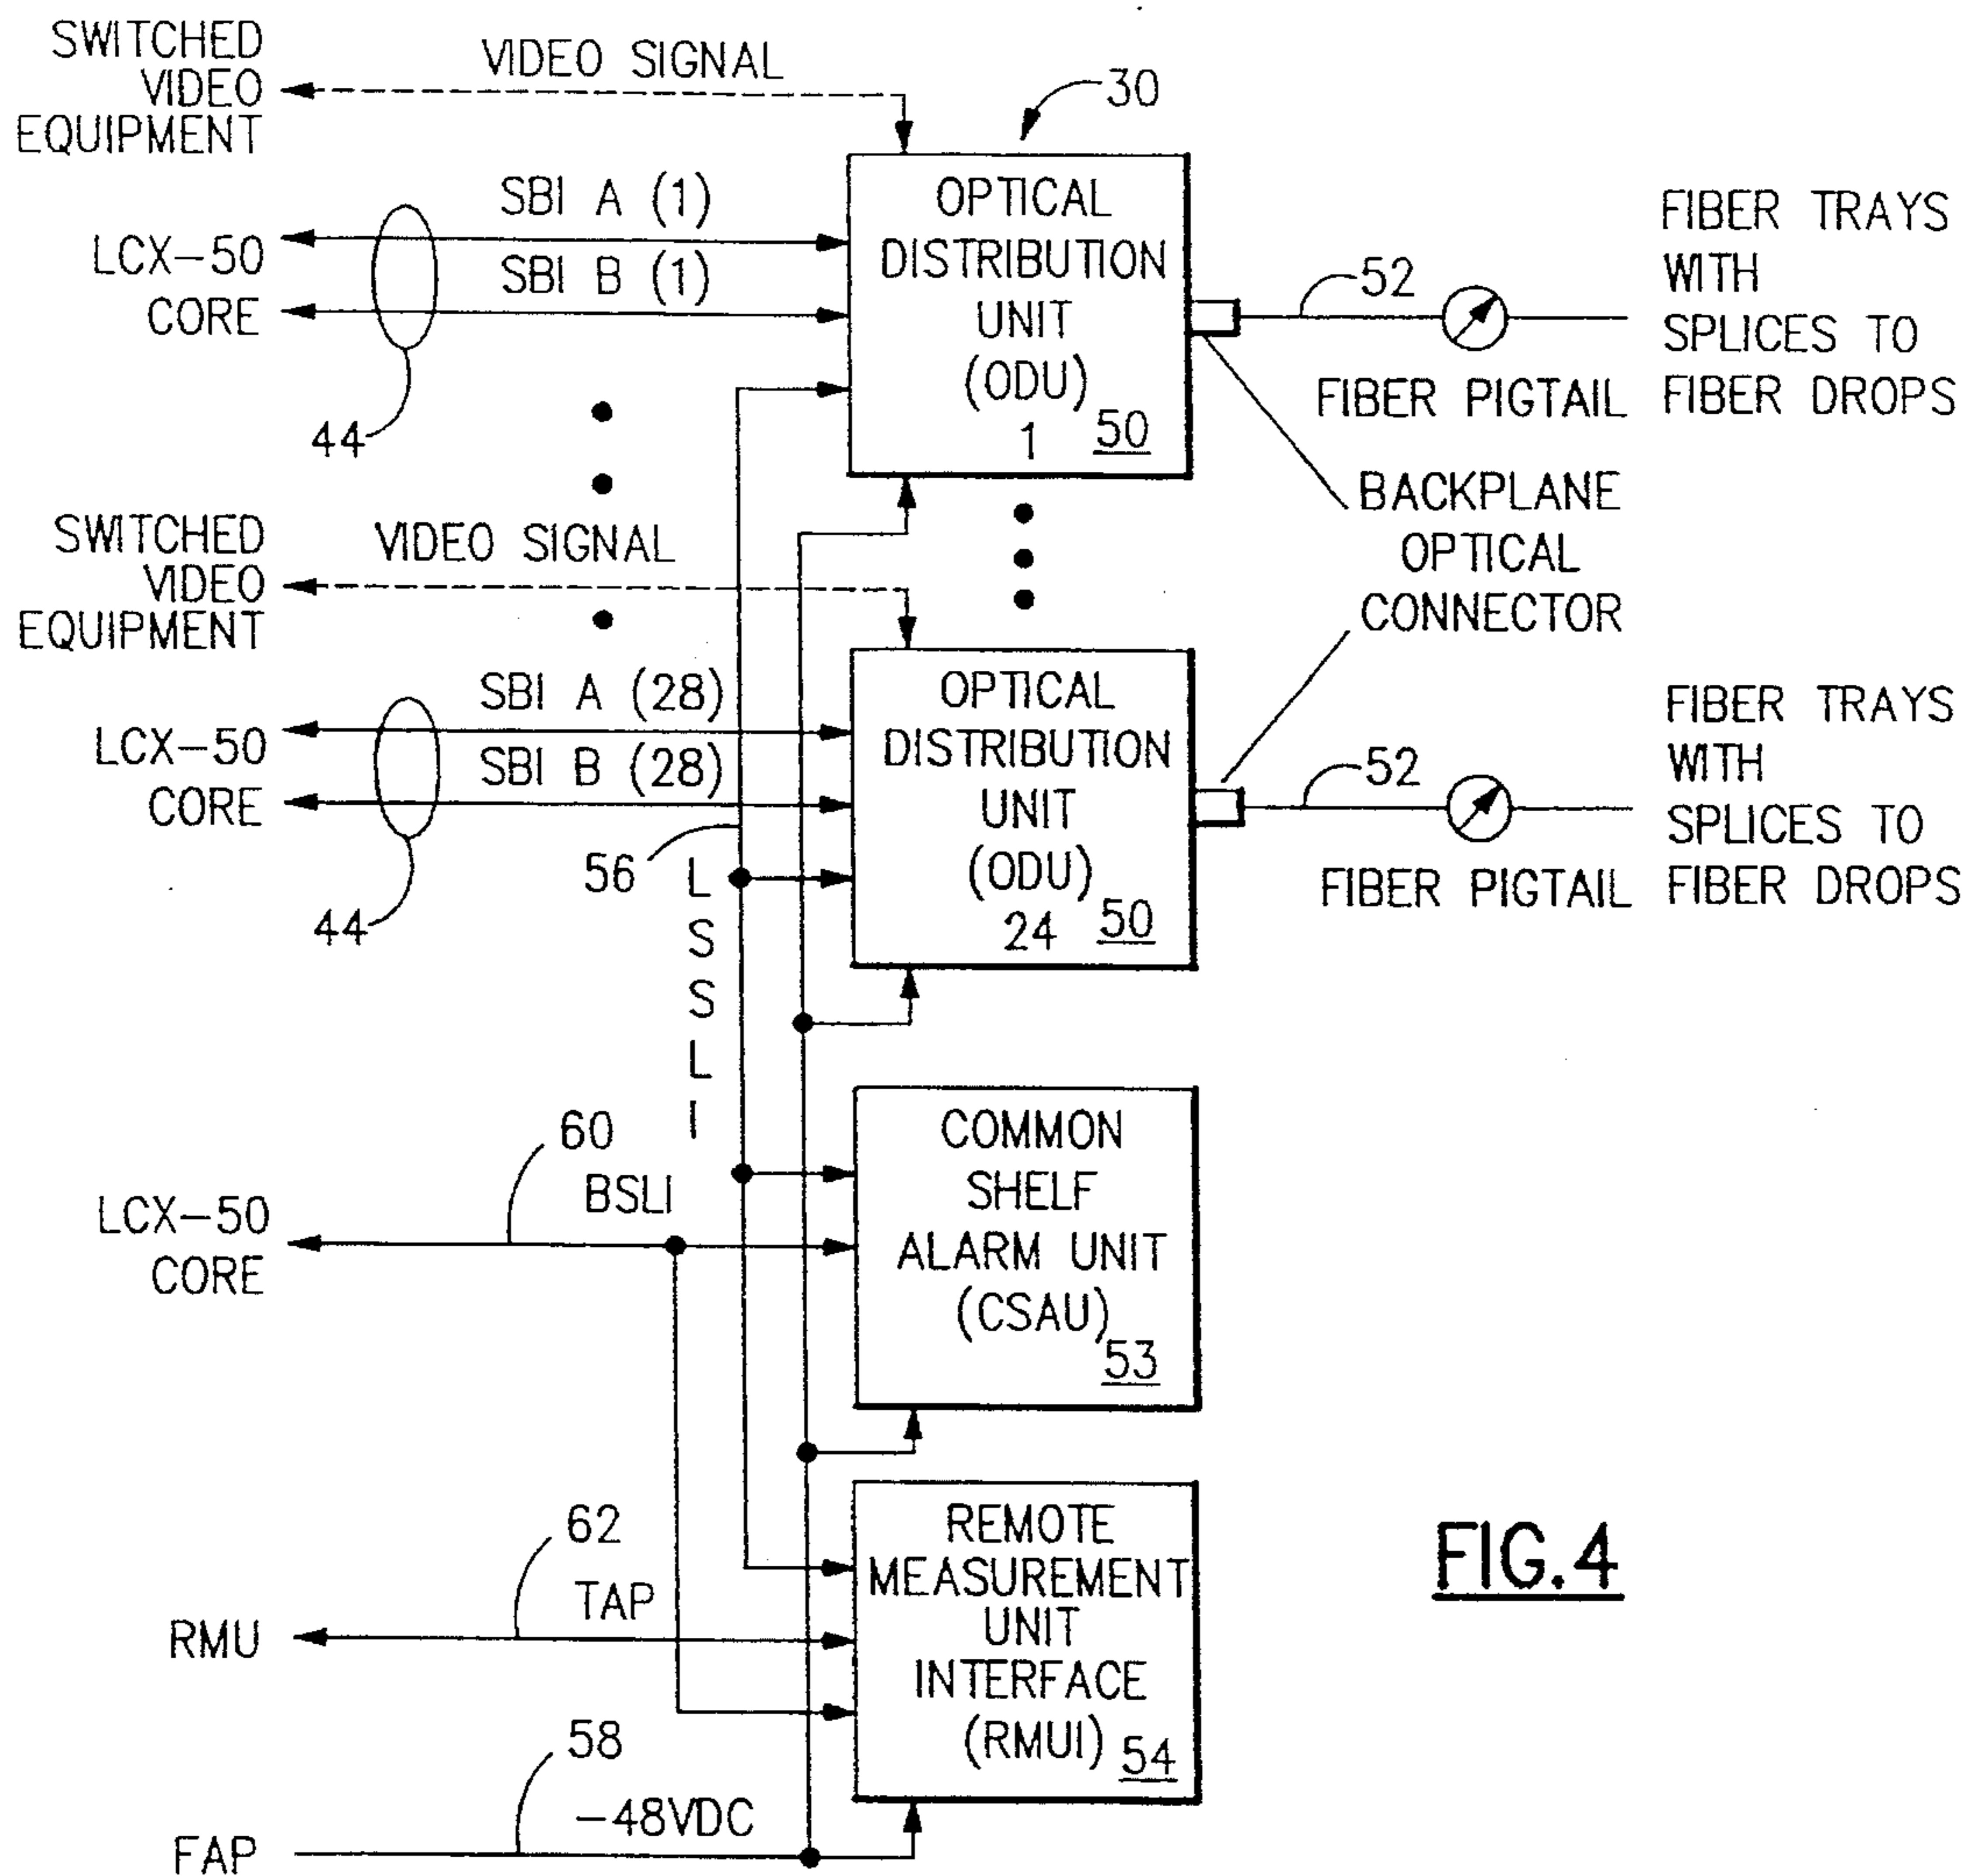 SWITCHED
VIDEO
EQUIPMENT
VIDEO SIGNAL
30
LCX-50
CORE
SBI A (1)
SBI B (1)
44
OPTICAL
DISTRIBUTION
UNIT
(ODU)
1
50
52
FIBER PIGTAIL
FIBER TRAYS
WITH
SPLICES TO
FIBER DROPS
BACKPLANE
OPTICAL
CONNECTOR
SWITCHED
VIDEO
EQUIPMENT
VIDEO SIGNAL
LCX-50
CORE
SBI A (28)
SBI B (28)
44
56
LSSLI
OPTICAL
DISTRIBUTION
UNIT
(ODU)
24
50
52
FIBER PIGTAIL
FIBER TRAYS
WITH
SPLICES TO
FIBER DROPS
LCX-50
CORE
60
BSLI
COMMON
SHELF
ALARM UNIT
(CSAU)
53
RMU
62
TAP
REMOTE
MEASUREMENT
UNIT
INTERFACE
(RMUI)
54
FAP
58
-48VDC
FIG.4